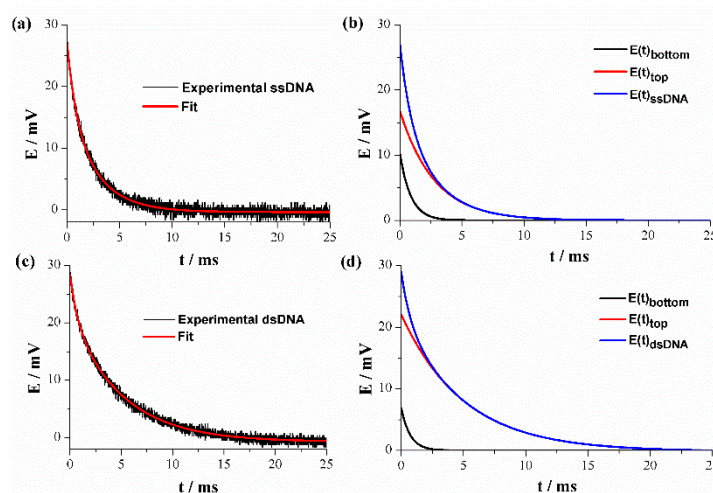 (a)
30
20
10
0
E / mV
0 5 10 15 20 25
t / ms
Experimental ssDNA
Fit
(b)
30
20
10
0
E / mV
0 5 10 15 20 25
t / ms
E(t)bottom
E(t)top
E(t)ssDNA
(c)
30
20
10
0
E / mV
0 5 10 15 20 25
t / ms
Experimental dsDNA
Fit
(d)
30
20
10
0
E / mV
0 5 10 15 20 25
t / ms
E(t)bottom
E(t)top
E(t)dsDNA